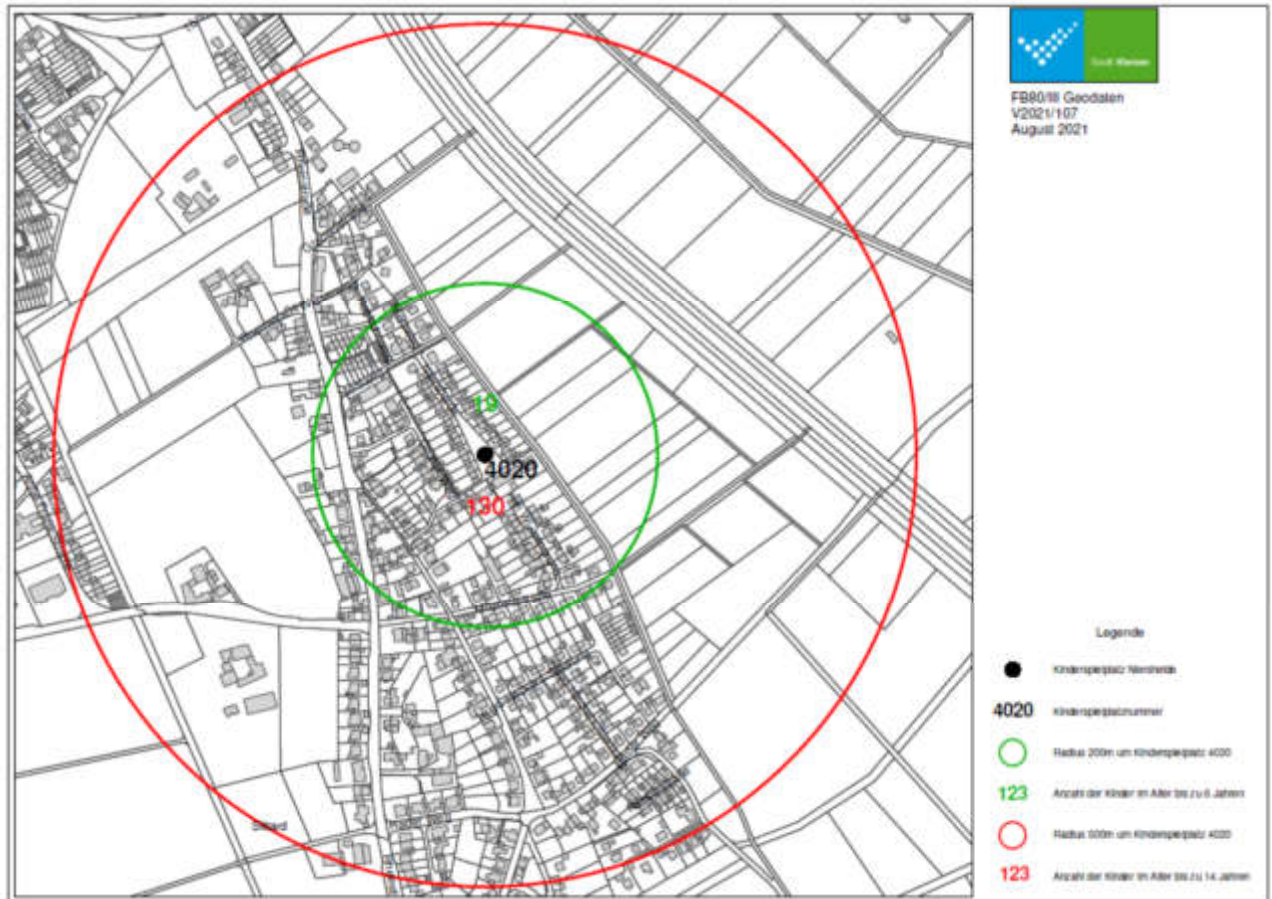 Stadt Viersen
FB80/III Geodaten
V2021/107
August 2021
19
4020
130
Legende
Kinderspielplatz Niersheide
4020 Kinderspielplatznummer
Radius 200m um Kinderspielplatz 4020
123 Anzahl der Kinder im Alter bis zu 6 Jahren
Radius 500m um Kinderspielplatz 4020
123 Anzahl der Kinder im Alter bis zu 14 Jahren